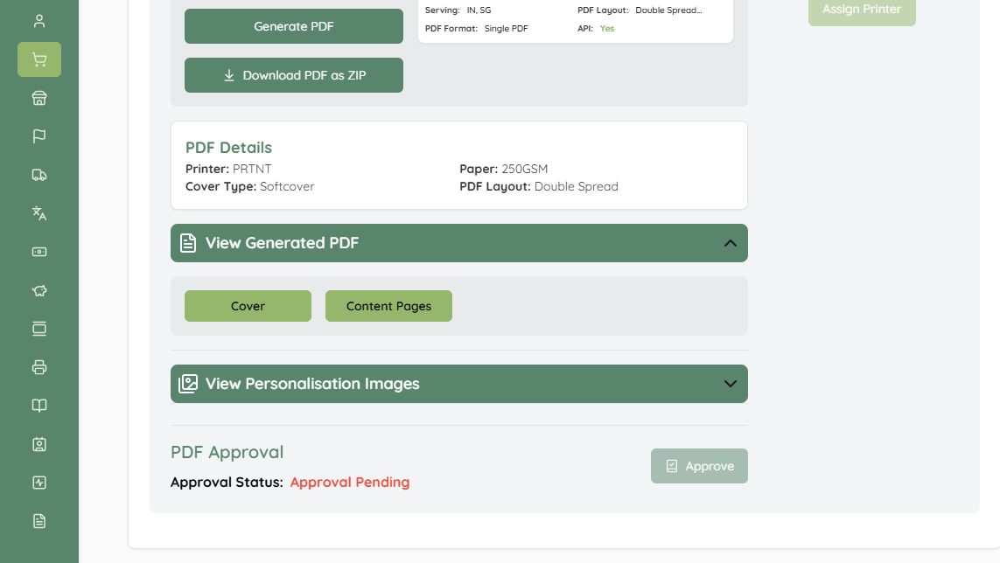 Serving: IN, SG
PDF Layout: Double Spread...
Assign Printer
Generate PDF
PDF Format: Single PDF
API: Yes
Download PDF as ZIP
PDF Details
Printer: PRTNT
Paper: 250GSM
Cover Type: Softcover
PDF Layout: Double Spread
View Generated PDF
Cover
Content Pages
View Personalisation Images
PDF Approval
Approve
Approval Status: Approval Pending